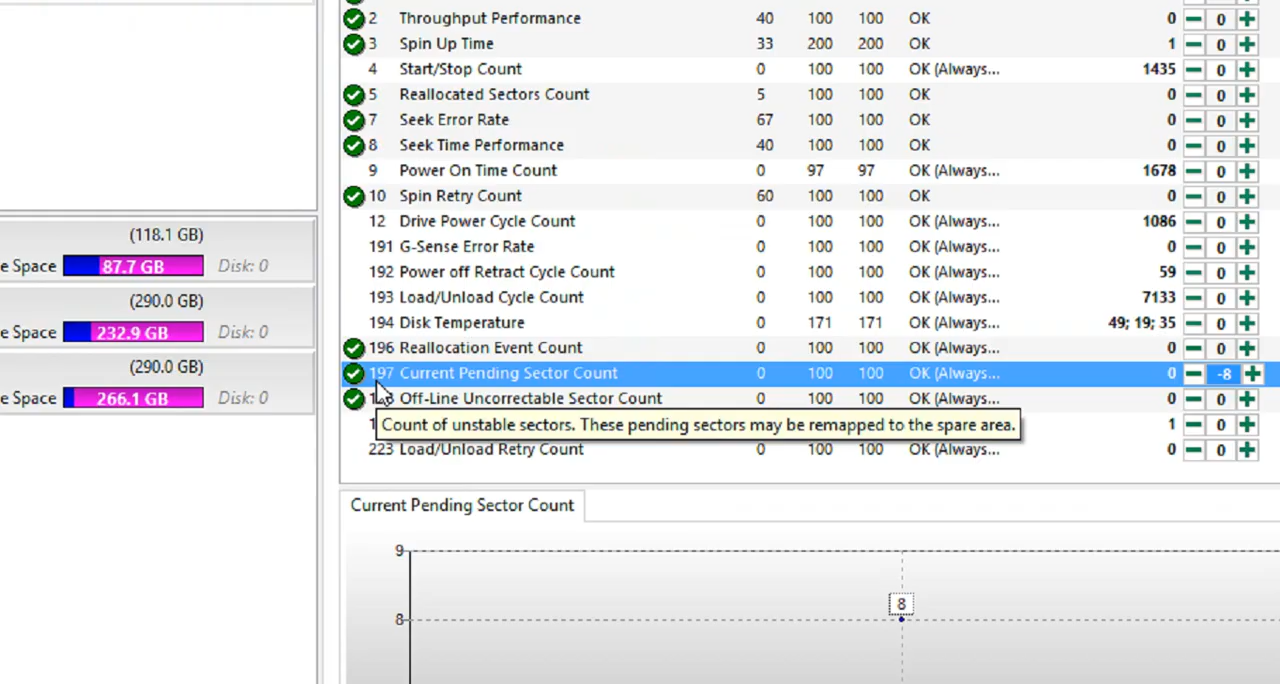 2 Throughput Performance 40 100 100 OK 0 0
3 Spin Up Time 33 200 200 OK 1 0
4 Start/Stop Count 0 100 100 OK (Always... 1435 0
5 Reallocated Sectors Count 5 100 100 OK 0 0
7 Seek Error Rate 67 100 100 OK 0 0
8 Seek Time Performance 40 100 100 OK 0 0
9 Power On Time Count 0 97 97 OK (Always... 1678 0
10 Spin Retry Count 60 100 100 OK 0 0
12 Drive Power Cycle Count 0 100 100 OK (Always... 1086 0
191 G-Sense Error Rate 0 100 100 OK (Always... 0 0
192 Power off Retract Cycle Count 0 100 100 OK (Always... 59 0
193 Load/Unload Cycle Count 0 100 100 OK (Always... 7133 0
194 Disk Temperature 0 171 171 OK (Always... 49; 19; 35 0
196 Reallocation Event Count 0 100 100 OK (Always... 0 0
197 Current Pending Sector Count 0 100 100 OK (Always... 0 -8
Off-Line Uncorrectable Sector Count 0 100 100 OK (Always... 0 0
Count of unstable sectors. These pending sectors may be remapped to the spare area. 1 0
223 Load/Unload Retry Count 0 100 100 OK (Always... 0 0
(118.1 GB)
e Space 87.7 GB Disk: 0
(290.0 GB)
e Space 232.9 GB Disk: 0
(290.0 GB)
e Space 266.1 GB Disk: 0
Current Pending Sector Count
9
8
8